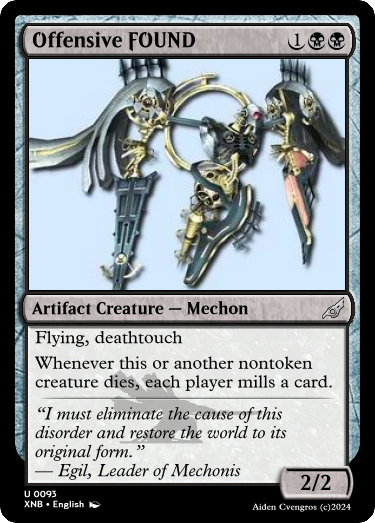 Offensive FOUND 1
Artifact Creature — Mechon
Flying, deathtouch
Whenever this or another nontoken
creature dies, each player mills a card.
“I must eliminate the cause of this
disorder and restore the world to its
original form.”
— Egil, Leader of Mechonis
2/2
U 0093
XNB • English
Aiden Cvengros (c)2024